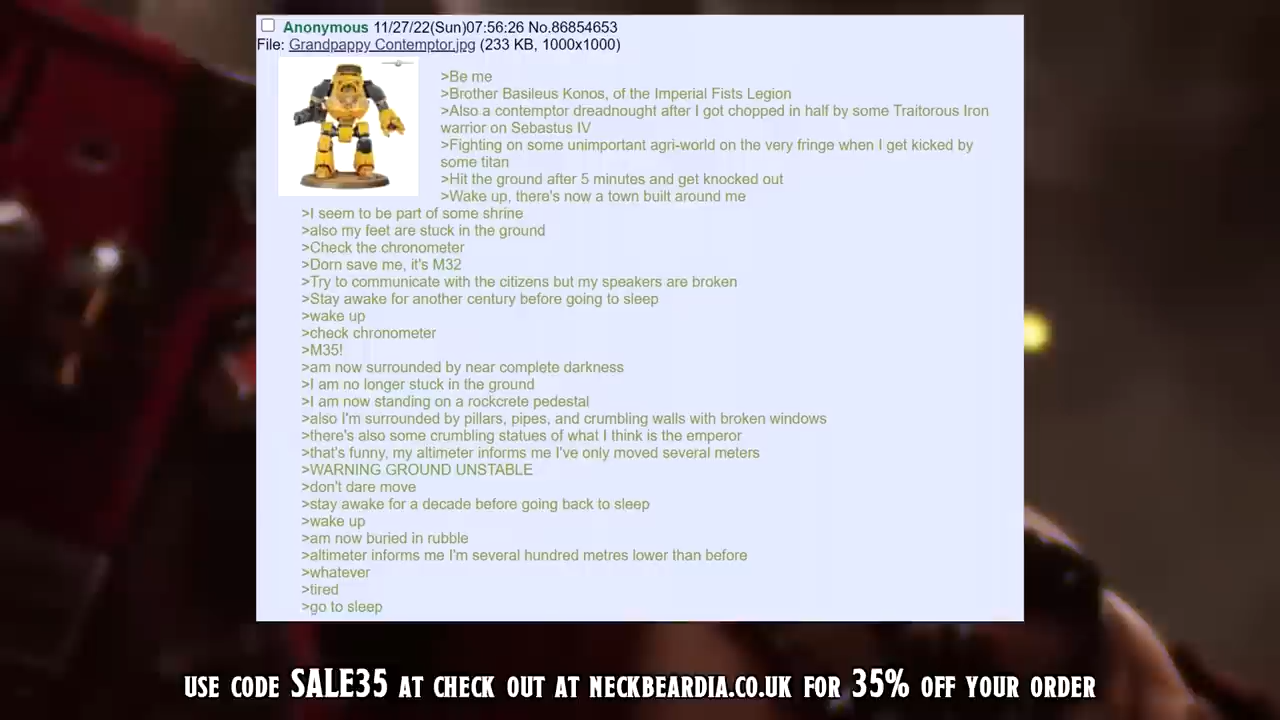 Anonymous 11/27/22(Sun)07:56:26 No.86854653
File: Grandpappy Contemptor.jpg (233 KB, 1000x1000)
>Be me
>Brother Basileus Konos, of the Imperial Fists Legion
>Also a contemptor dreadnought after I got chopped in half by some Traitorous Iron
warrior on Sebastus IV
>Fighting on some unimportant agri-world on the very fringe when I get kicked by
some titan
>Hit the ground after 5 minutes and get knocked out
>Wake up, there's now a town built around me
>I seem to be part of some shrine
>also my feet are stuck in the ground
>Check the chronometer
>Dorn save me, it's M32
>Try to communicate with the citizens but my speakers are broken
>Stay awake for another century before going to sleep
>wake up
>check chronometer
>M35!
>am now surrounded by near complete darkness
>I am no longer stuck in the ground
>I am now standing on a rockcrete pedestal
>also I'm surrounded by pillars, pipes, and crumbling walls with broken windows
>there's also some crumbling statues of what I think is the emperor
>that's funny, my altimeter informs me I've only moved several meters
>WARNING GROUND UNSTABLE
>don't dare move
>stay awake for a decade before going back to sleep
>wake up
>am now buried in rubble
>altimeter informs me I'm several hundred metres lower than before
>whatever
>tired
>go to sleep
USE CODE SALE35 AT CHECK OUT AT NECKBEARDIA.CO.UK FOR 35% OFF YOUR ORDER